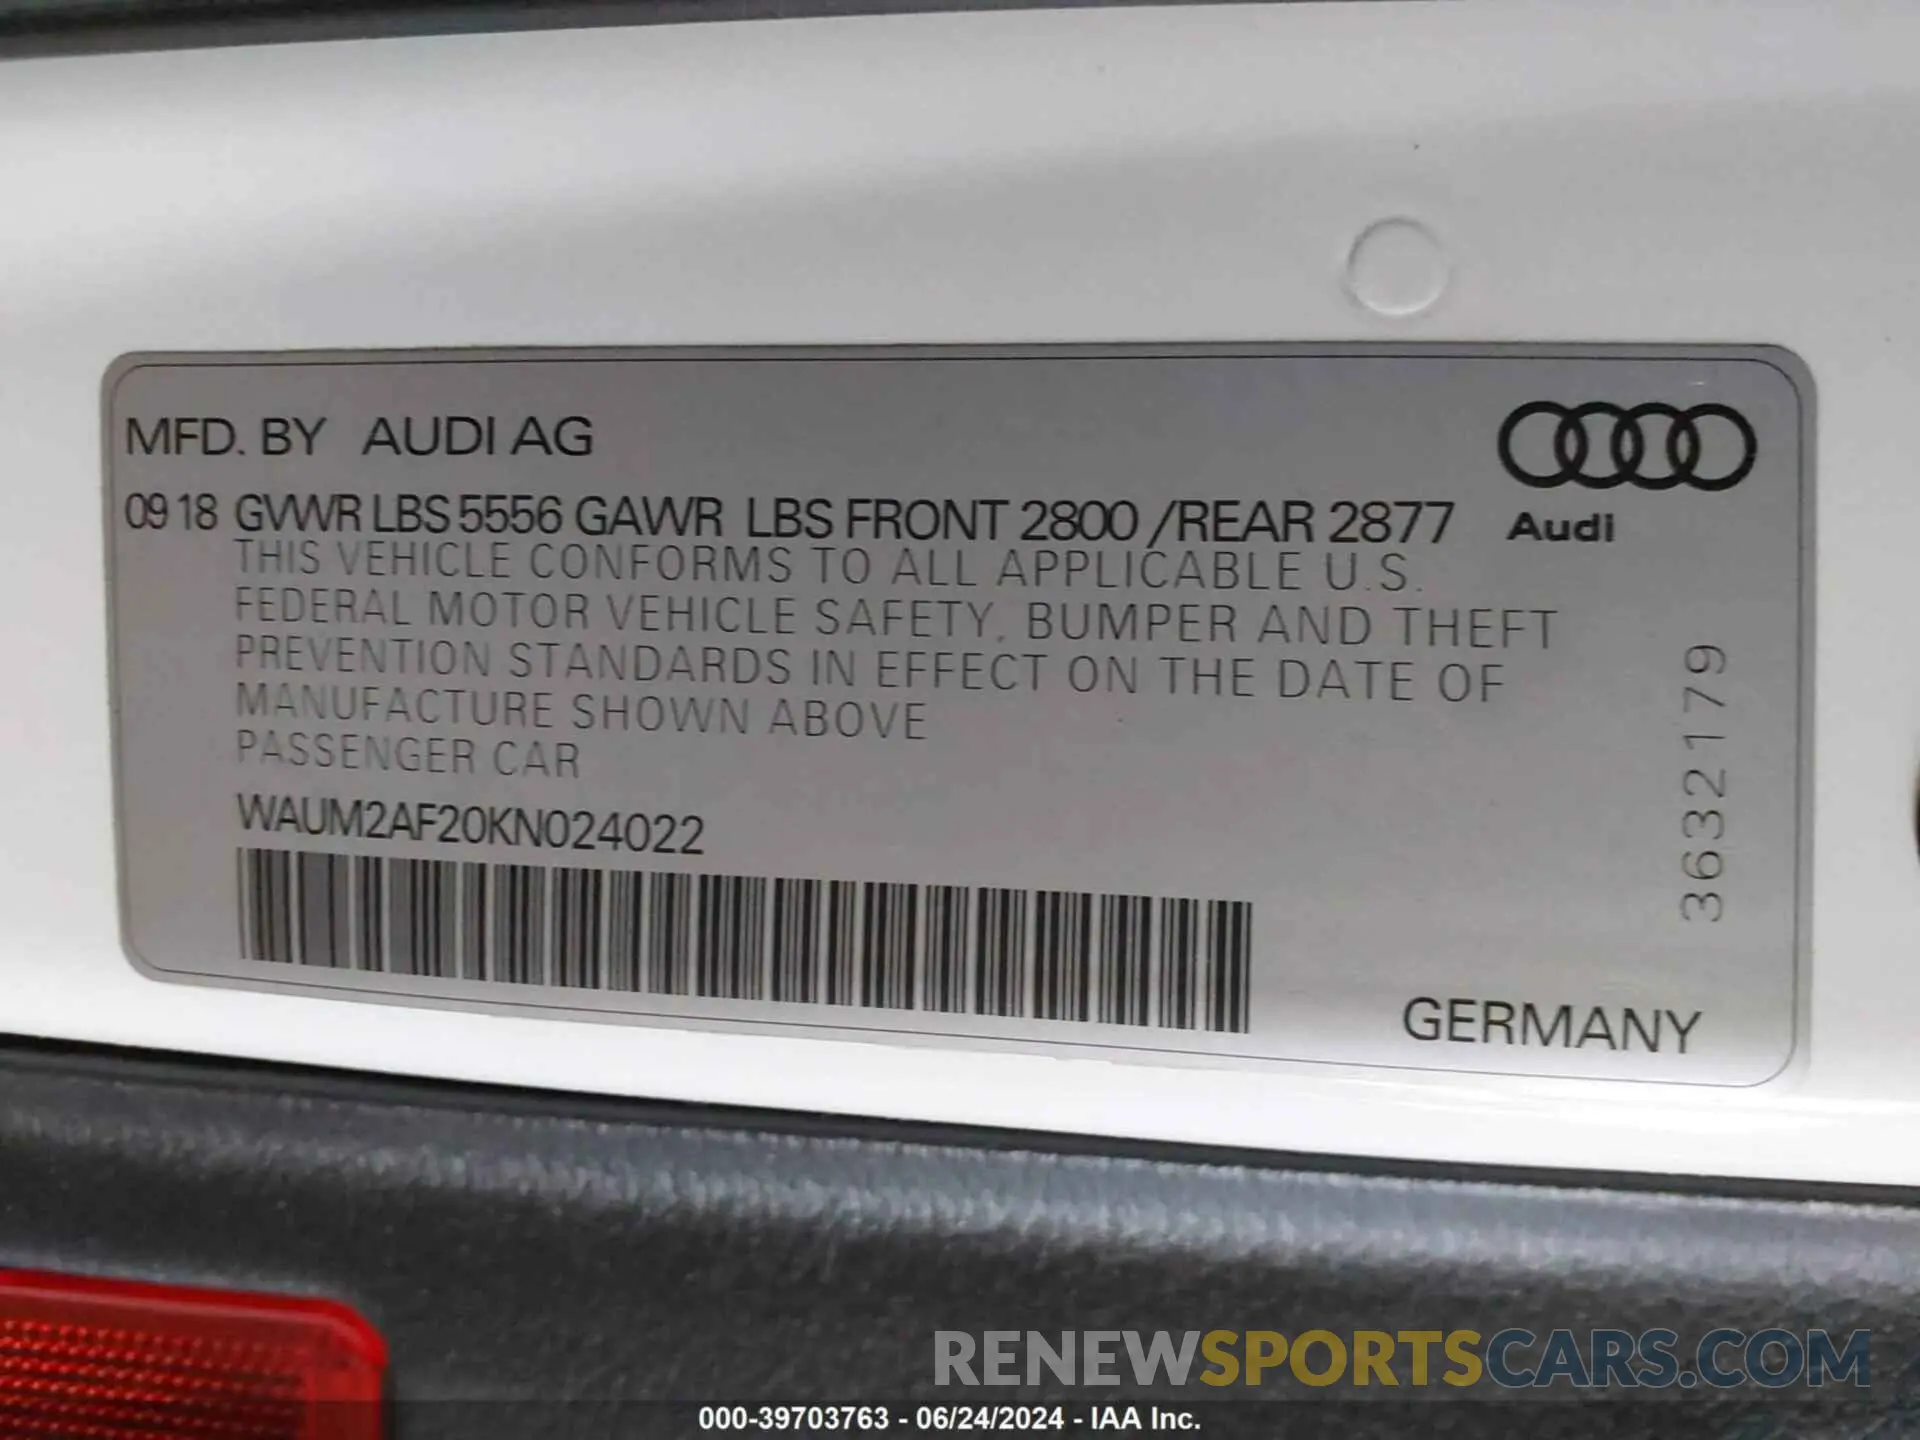 MFD. BY AUDI AG
09 18 GVWR LBS 5556 GAWR LBS FRONT 2800 /REAR 2877
Audi
THIS VEHICLE CONFORMS TO ALL APPLICABLE U.S.
FEDERAL MOTOR VEHICLE SAFETY, BUMPER AND THEFT
PREVENTION STANDARDS IN EFFECT ON THE DATE OF
MANUFACTURE SHOWN ABOVE
PASSENGER CAR
WAUM2AF20KN024022
3632179
GERMANY
RENEWSPORTSCARS.COM
000-39703763 - 06/24/2024 - IAA Inc.